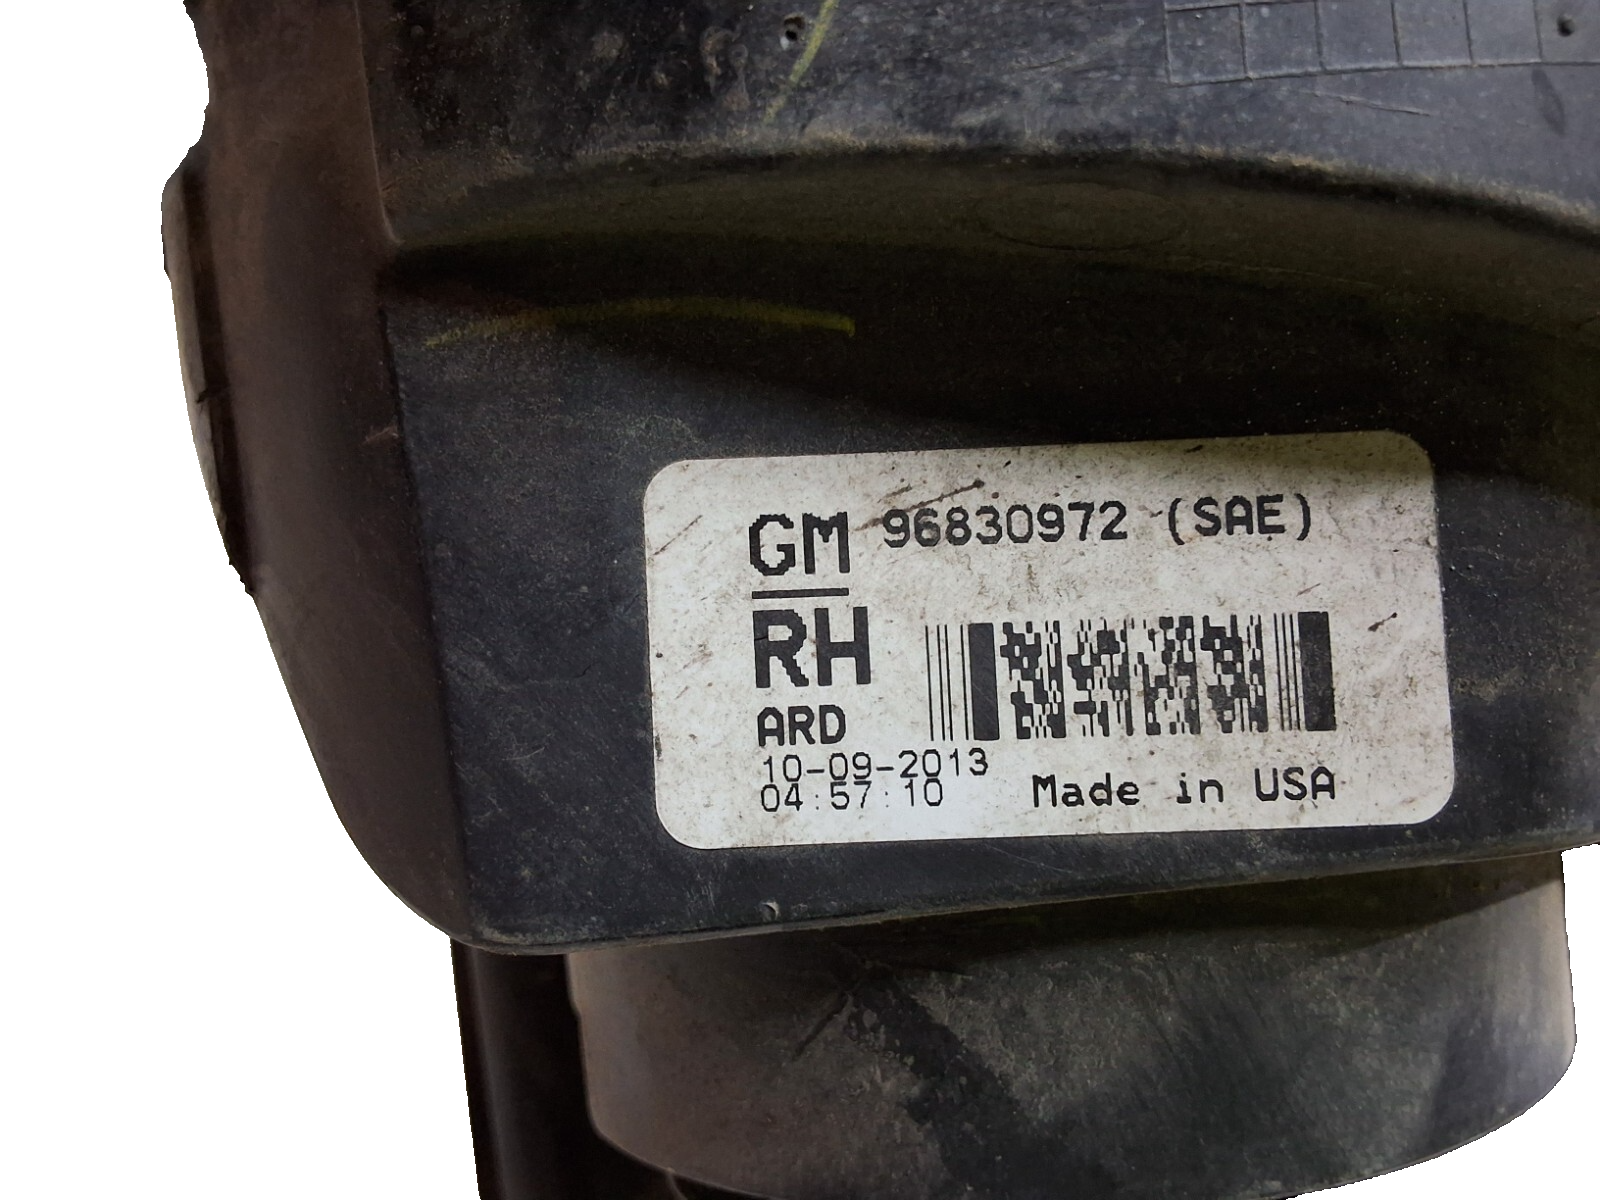 GM 96830972 (SAE)
RH
ARD
10-09-2013
04:57:10
Made in USA